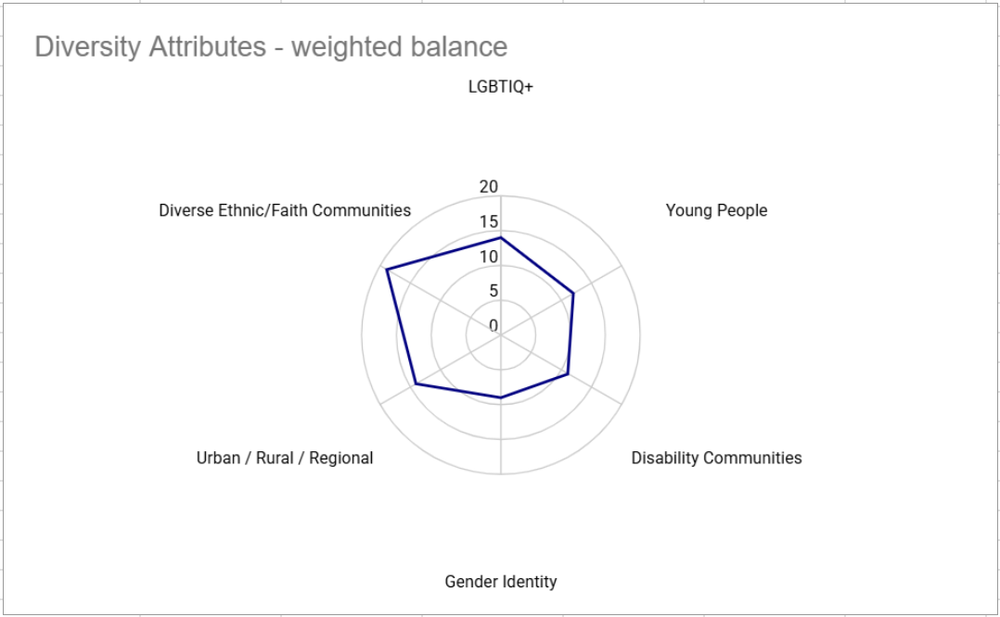 Diversity Attributes - weighted balance
LGBTIQ+
20
Diverse Ethnic/Faith Communities
Young People
15
10
5
0
Urban / Rural / Regional
Disability Communities
Gender Identity